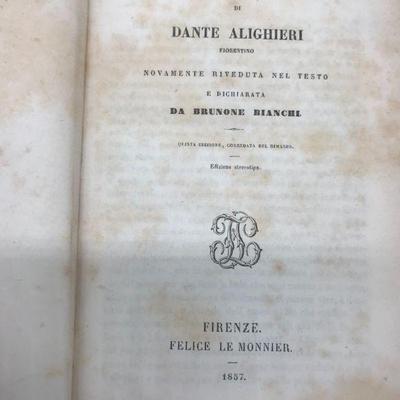 DI
DANTE ALIGHIERI
FIORENTINO
NOVAMENTE RIVEDUTA NEL TESTO
E DICHIARATA
DA BRUNONE BIANCHI.
QUINTA EDIZIONE, CORREDATA DEL RIMARIO.
Edizione stereotipa.
FIRENZE.
FELICE LE MONNIER.
1857.